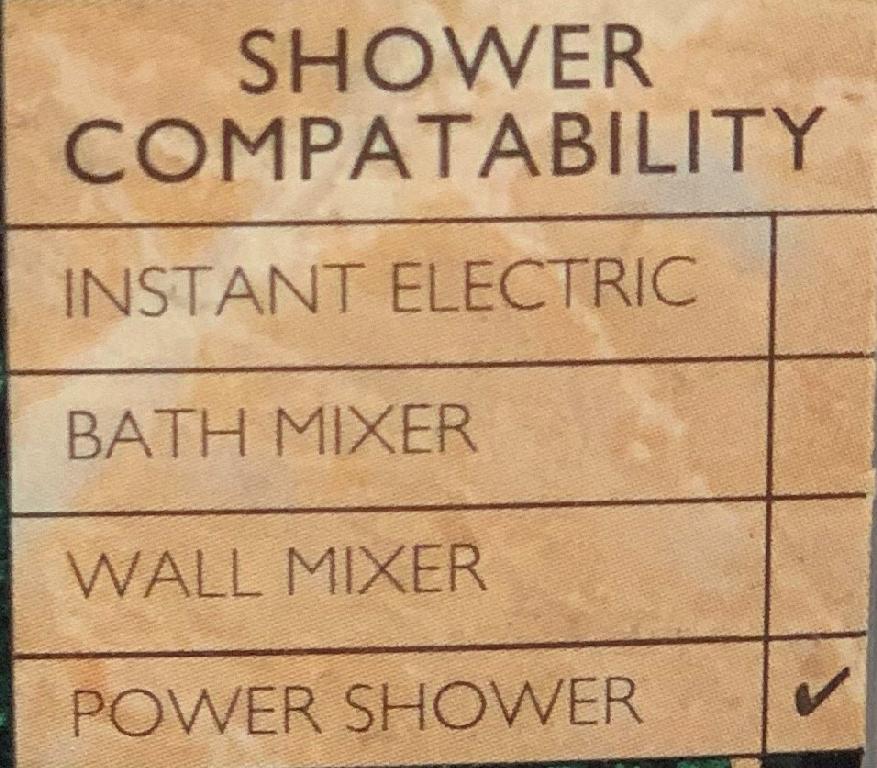 SHOWER
COMPATABILITY
INSTANT ELECTRIC
BATH MIXER
WALL MIXER
POWER SHOWER ✔